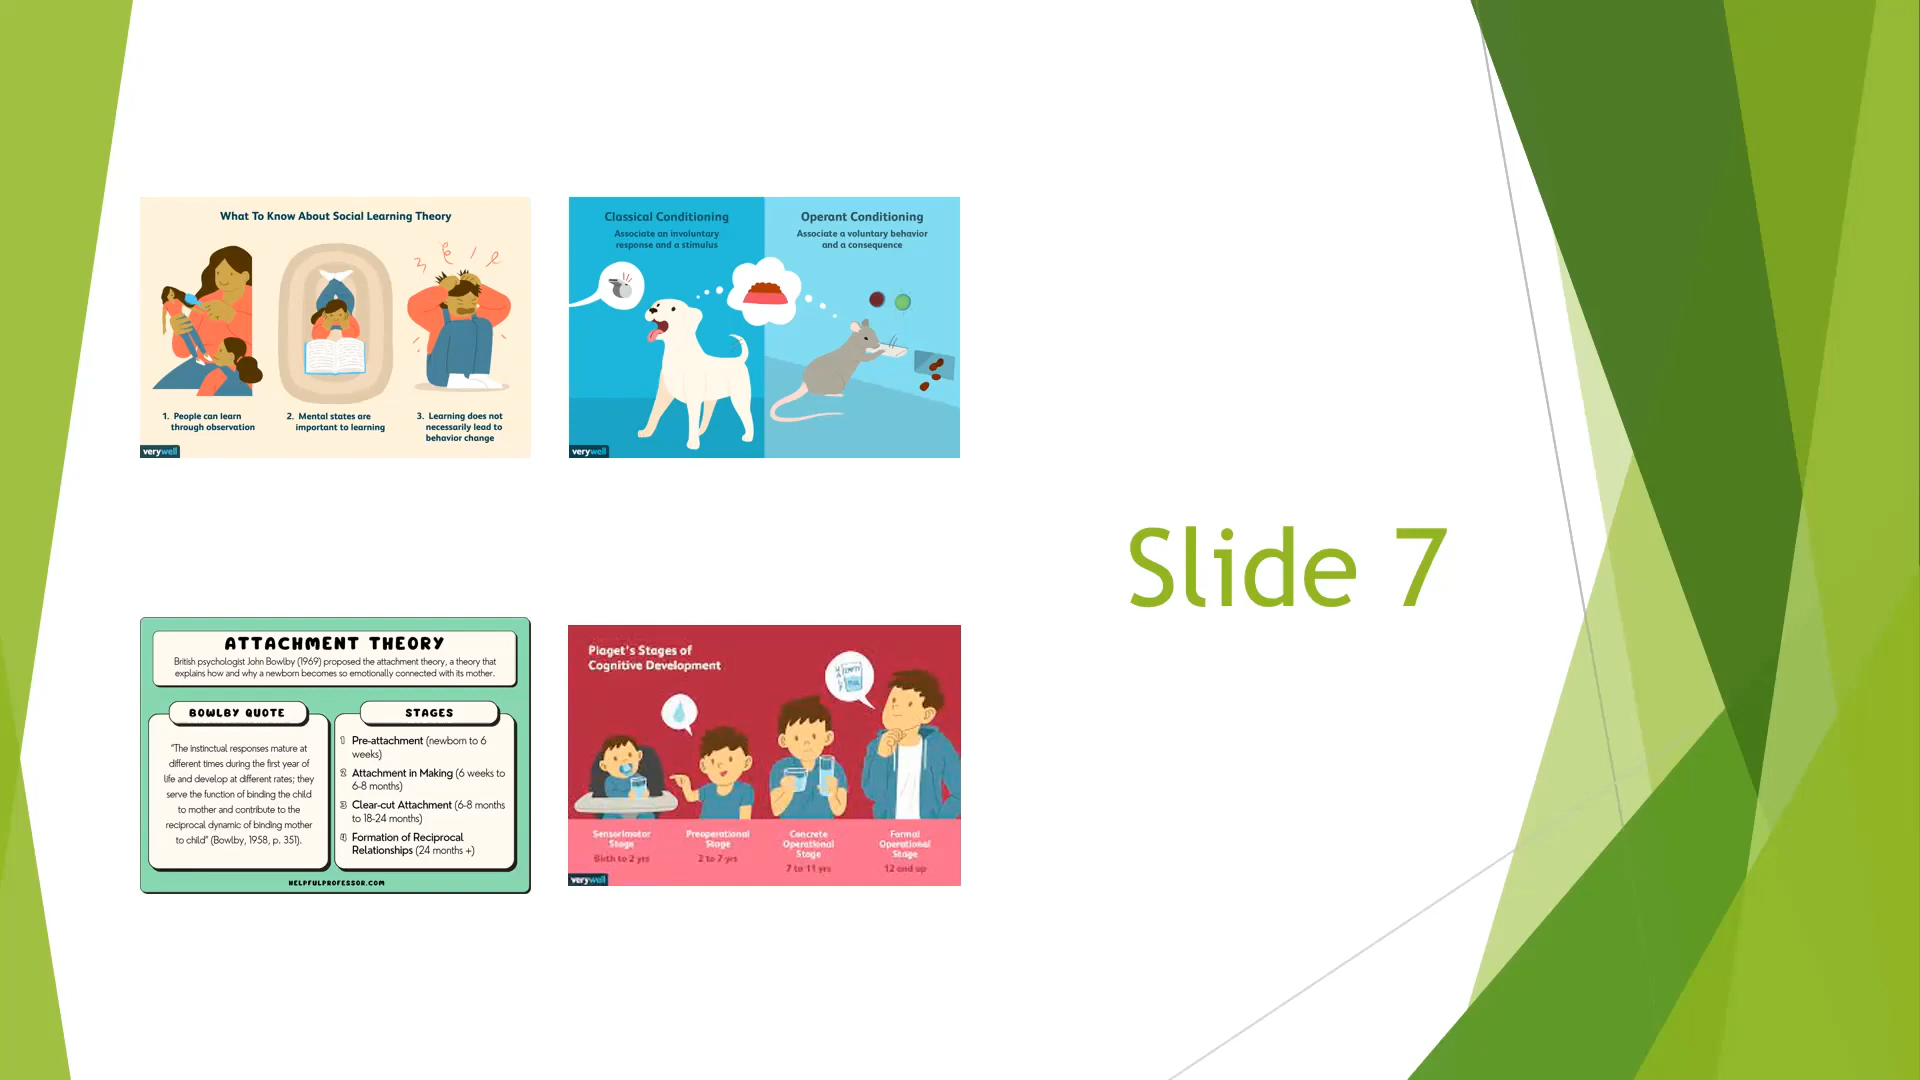 What To Know About Social Learning Theory
1. People can learn
through observation
2. Mental states are
important to learning
3. Learning does not
necessarily lead to
behavior change
verywell
Classical Conditioning
Associate an involuntary
response and a stimulus
Operant Conditioning
Associate a voluntary behavior
and a consequence
verywell
Slide 7
ATTACHMENT THEORY
British psychologist John Bowlby (1969) proposed the attachment theory, a theory that
explains how and why a newborn becomes so emotionally connected with its mother.
BOWLBY QUOTE
"The instinctual responses mature at
different times during the first year of
life and develop at different rates; they
serve the function of binding the child
to mother and contribute to the
reciprocal dynamic of binding mother
to child" (Bowlby, 1958, p. 351).
STAGES
1 Pre-attachment (newborn to 6
weeks)
2 Attachment in Making (6 weeks to
6-8 months)
3 Clear-cut Attachment (6-8 months
to 18-24 months)
4 Formation of Reciprocal
Relationships (24 months +)
HELPFULPROFESSOR.COM
Piaget's Stages of
Cognitive Development
HALF
EMPTY
FULL
Sensorimotor
Stage
Birth to 2 yrs
Preoperational
Stage
2 to 7 yrs
Concrete
Operational
Stage
7 to 11 yrs
Formal
Operational
Stage
12 and up
verywell